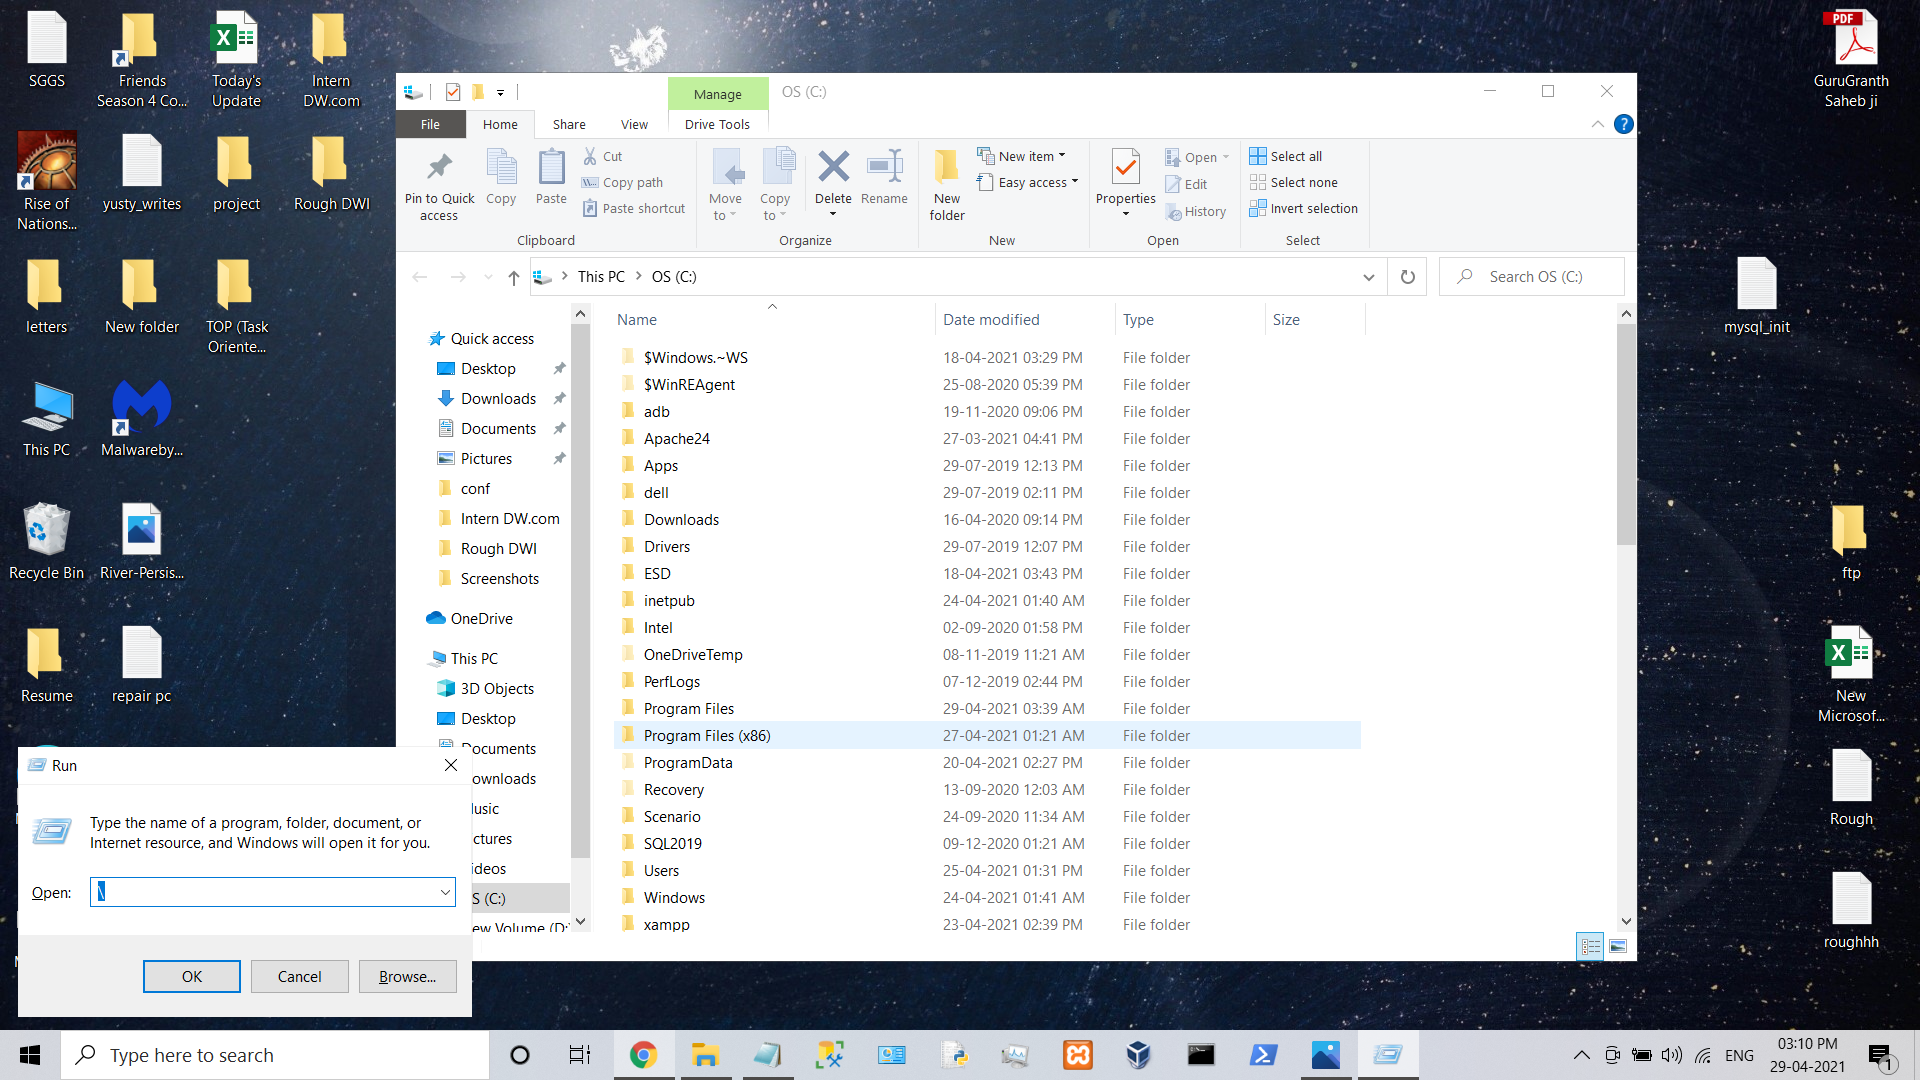 SGGS
Friends
Season 4 Co...
Today's
Update
Intern
DW.com
Rise of
Nations...
yusty_writes
project
Rough DWI
letters
New folder
TOP (Task
Oriente...
This PC
Malwareby...
Recycle Bin
River-Persis...
Resume
repair pc
PDF
GuruGranth
Saheb ji
mysql_init
ftp
New
Microsof...
Rough
roughhh
Manage
OS (C:)
File
Home
Share
View
Drive Tools
Pin to Quick
access
Copy
Paste
Cut
Copy path
Paste shortcut
Clipboard
Move
to
Copy
to
Delete
Rename
Organize
New
folder
New item
Easy access
New
Properties
Open
Edit
History
Open
Select all
Select none
Invert selection
Select
This PC > OS (C:)
Search OS (C:)
Quick access
Desktop
Downloads
Documents
Pictures
conf
Intern DW.com
Rough DWI
Screenshots
OneDrive
This PC
3D Objects
Desktop
Documents
ownloads
usic
ctures
ideos
S (C:)
ew Volume (D:
Name Date modified Type Size
$Windows.~WS 18-04-2021 03:29 PM File folder
$WinREAgent 25-08-2020 05:39 PM File folder
adb 19-11-2020 09:06 PM File folder
Apache24 27-03-2021 04:41 PM File folder
Apps 29-07-2019 12:13 PM File folder
dell 29-07-2019 02:11 PM File folder
Downloads 16-04-2020 09:14 PM File folder
Drivers 29-07-2019 12:07 PM File folder
ESD 18-04-2021 03:43 PM File folder
inetpub 24-04-2021 01:40 AM File folder
Intel 02-09-2020 01:58 PM File folder
OneDriveTemp 08-11-2019 11:21 AM File folder
PerfLogs 07-12-2019 02:44 PM File folder
Program Files 29-04-2021 03:39 AM File folder
Program Files (x86) 27-04-2021 01:21 AM File folder
ProgramData 20-04-2021 02:27 PM File folder
Recovery 13-09-2020 12:03 AM File folder
Scenario 24-09-2020 11:34 AM File folder
SQL2019 09-12-2020 01:21 AM File folder
Users 25-04-2021 01:31 PM File folder
Windows 24-04-2021 01:41 AM File folder
xampp 23-04-2021 02:39 PM File folder
Run
Type the name of a program, folder, document, or
Internet resource, and Windows will open it for you.
Open: \
OK
Cancel
Browse...
Type here to search
ENG
03:10 PM
29-04-2021
1